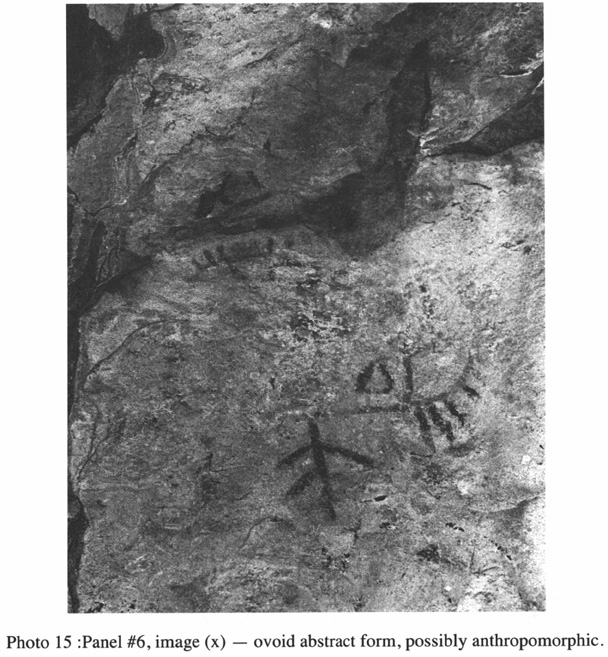 Photo 15 :Panel #6, image (x) — ovoid abstract form, possibly anthropomorphic.